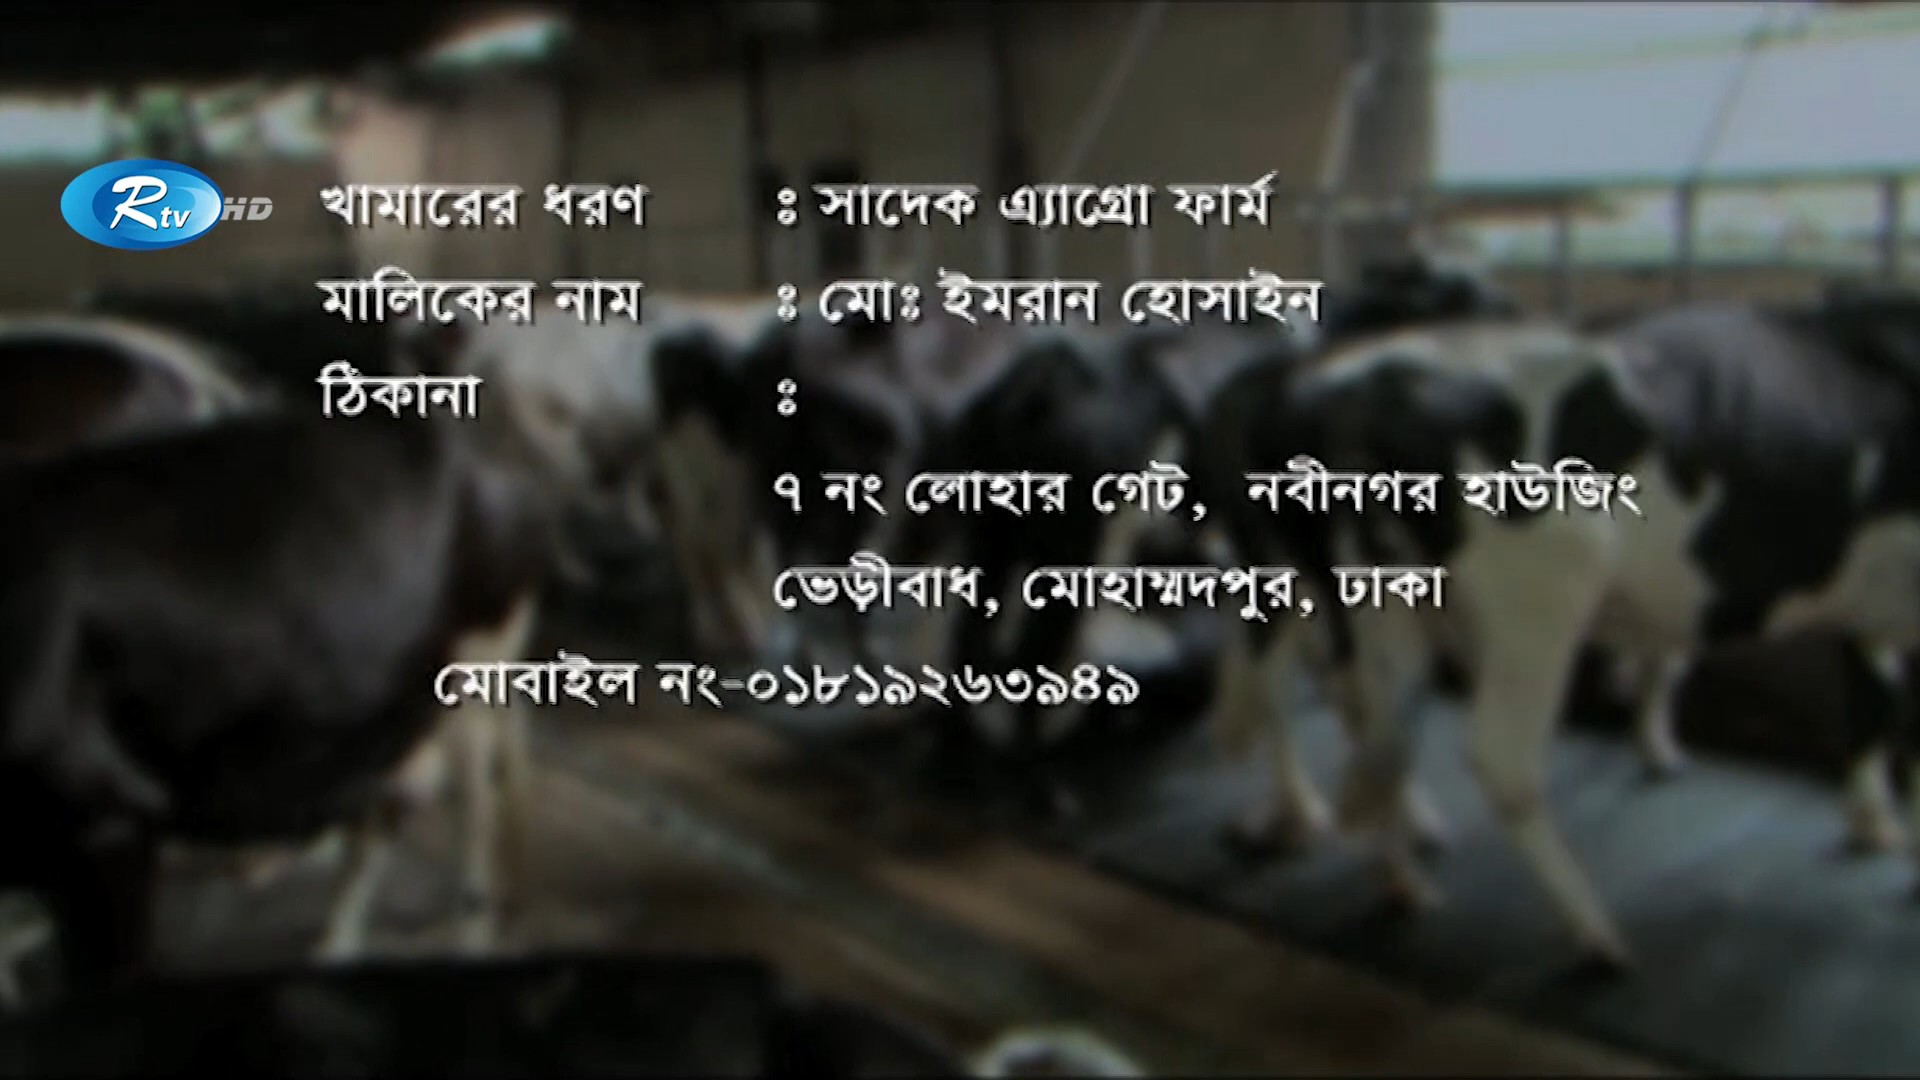 Rtv HD
খামারের ধরণ ঃ সাদেক এ্যাগ্রো ফার্ম
মালিকের নাম ঃ মোঃ ইমরান হোসাইন
ঠিকানা ঃ
৭ নং লোহার গেট, নবীনগর হাউজিং
ভেড়ীবাধ, মোহাম্মদপুর, ঢাকা
মোবাইল নং-০১৮১৯২৬৩৯৪৯